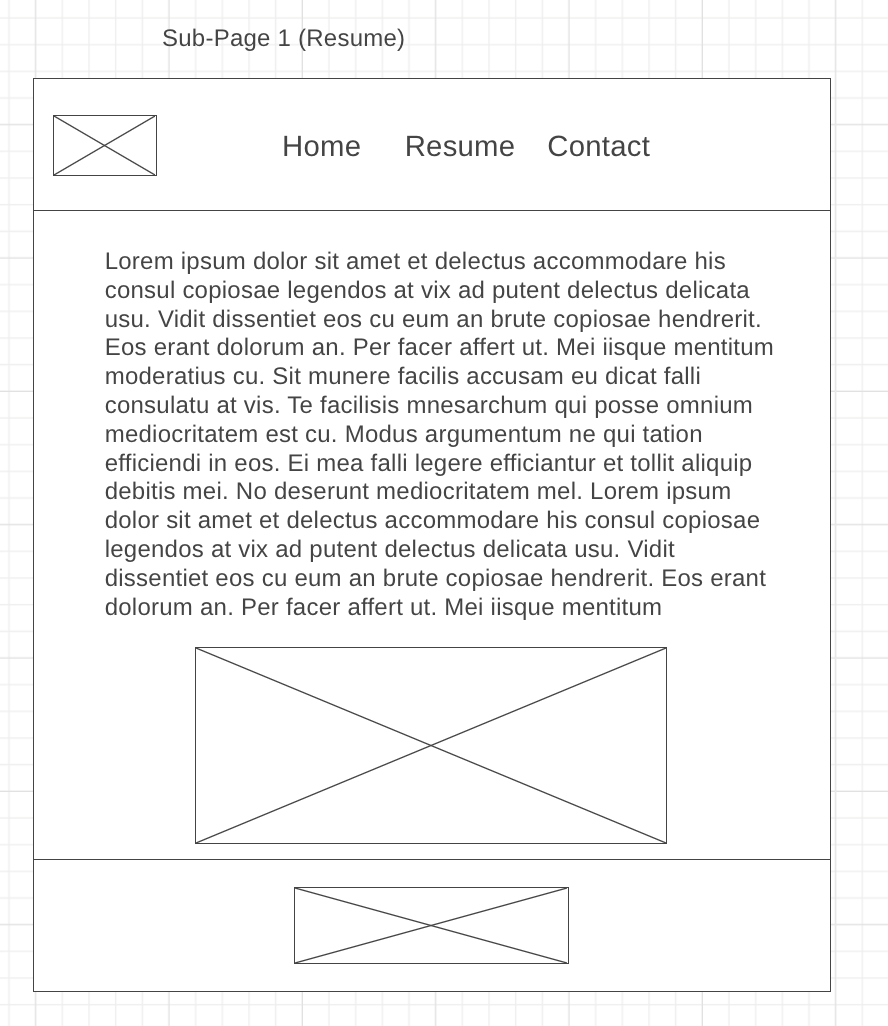 Sub-Page 1 (Resume)
Home Resume Contact
Lorem ipsum dolor sit amet et delectus accommodare his
consul copiosae legendos at vix ad putent delectus delicata
usu. Vidit dissentiet eos cu eum an brute copiosae hendrerit.
Eos erant dolorum an. Per facer affert ut. Mei iisque mentitum
moderatius cu. Sit munere facilis accusam eu dicat falli
consulatu at vis. Te facilisis mnesarchum qui posse omnium
mediocritatem est cu. Modus argumentum ne qui tation
efficiendi in eos. Ei mea falli legere efficiantur et tollit aliquip
debitis mei. No deserunt mediocritatem mel. Lorem ipsum
dolor sit amet et delectus accommodare his consul copiosae
legendos at vix ad putent delectus delicata usu. Vidit
dissentiet eos cu eum an brute copiosae hendrerit. Eos erant
dolorum an. Per facer affert ut. Mei iisque mentitum